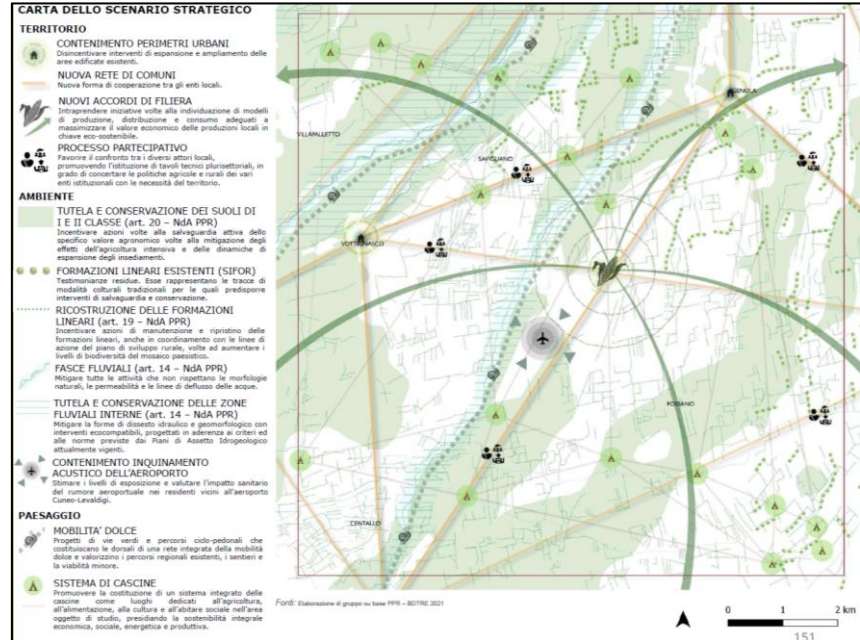 CARTA DELLO SCENARIO STRATEGICO
TERRITORIO
CONTENIMENTO PERIMETRI URBANI
Disincentivare interventi di espansione e ampliamento delle
aree edificate esistenti.
NUOVA RETE DI COMUNI
Nuova forma di cooperazione tra gli enti locali.
NUOVI ACCORDI DI FILIERA
Intraprendere iniziative volte alla individuazione di modelli
di produzione, distribuzione e consumo adeguati a
massimizzare il valore economico delle produzioni locali in
chiave eco-sostenibile.
PROCESSO PARTECIPATIVO
Favorire il confronto tra i diversi attori locali,
promuovendo l'istituzione di tavoli tecnici plurisettoriali, in
grado di concertare le politiche agricole e rurali dei vari
enti istituzionali con le necessità del territorio.
AMBIENTE
TUTELA E CONSERVAZIONE DEI SUOLI DI
I E II CLASSE (art. 20 – NdA PPR)
Incentivare azioni volte alla salvaguardia attiva dello
specifico valore agronomico volte alla mitigazione degli
effetti dell'agricoltura intensiva e delle dinamiche di
espansione degli insediamenti.
FORMAZIONI LINEARI ESISTENTI (SIFOR)
Testimonianze residue. Esse rappresentano le tracce di
modalità colturali tradizionali per le quali predisporre
interventi di salvaguardia e conservazione.
RICOSTRUZIONE DELLE FORMAZIONI
LINEARI (art. 19 – NdA PPR)
Incentivare azioni di manutenzione e ripristino delle
formazioni lineari, anche in coordinamento con le linee di
azione del piano di sviluppo rurale, volte ad aumentare i
livelli di biodiversità del mosaico paesistico.
FASCE FLUVIALI (art. 14 – NdA PPR)
Mitigare tutte le attività che non rispettano le morfologie
naturali, le permeabilità e le linee di deflusso delle acque.
TUTELA E CONSERVAZIONE DELLE ZONE
FLUVIALI INTERNE (art. 14 – NdA PPR)
Mitigare la forme di dissesto idraulico e geomorfologico con
interventi ecocompatibili, progettati in aderenza ai criteri ed
alle norme previste dai Piani di Assetto Idrogeologico
attualmente vigenti.
CONTENIMENTO INQUINAMENTO
ACUSTICO DELL'AEROPORTO
Stimare i livelli di esposizione e valutare l'impatto sanitario
del rumore aeroportuale nei residenti vicini all'aeroporto
Cuneo-Levaldigi.
PAESAGGIO
MOBILITA' DOLCE
Progetti di vie verdi e percorsi ciclo-pedonali che
costituiscano le dorsali di una rete integrata della mobilità
dolce e valorizzino i percorsi regionali esistenti, i sentieri e
la viabilità minore.
SISTEMA DI CASCINE
Promuovere la costituzione di un sistema integrato delle
cascine come luoghi dedicati all'agricoltura,
all'alimentazione, alla cultura e all'abitare sociale nell'area
oggetto di studio, presidiando la sostenibilità integrale
economica, sociale, energetica e produttiva.
GENOLA
VILLAFALLETTO
SAVIGLIANO
VOTTIGNASCO
FOSSANO
CENTALLO
Fonti: Elaborazione di gruppo su base PPR – BDTRE 2021
0 1 2 km
151